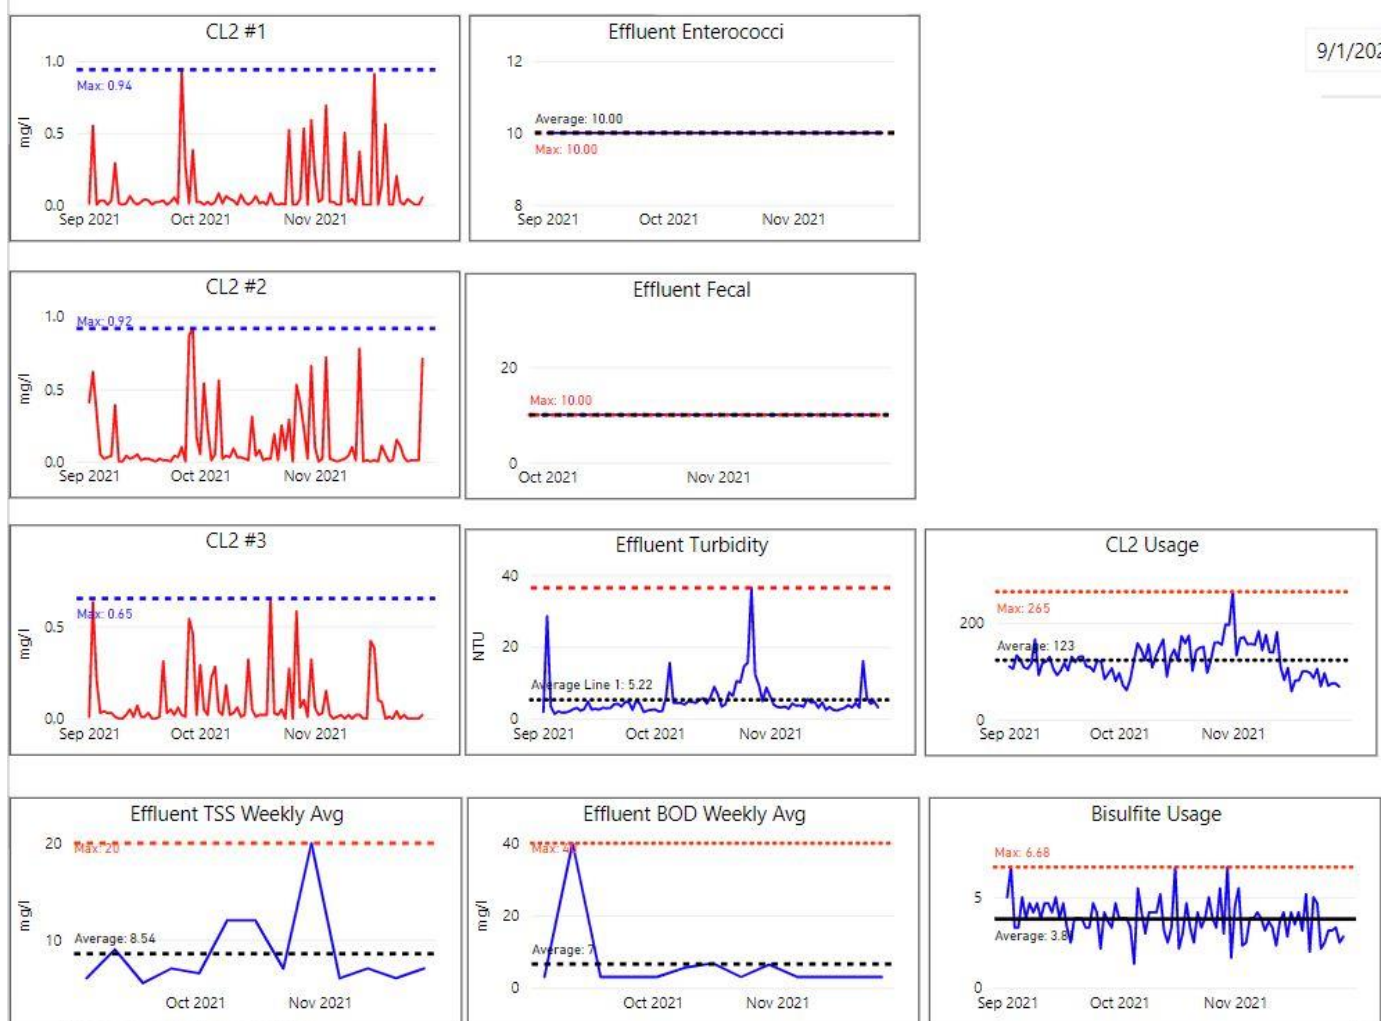 CL2 #1
1.0
Max: 0.94
mg/l
0.5
0.0
Sep 2021 Oct 2021 Nov 2021
Effluent Enterococci
12
Average: 10.00
10
Max: 10.00
8
Sep 2021 Oct 2021 Nov 2021
9/1/202
CL2 #2
1.0
Max: 0.92
mg/l
0.5
0.0
Sep 2021 Oct 2021 Nov 2021
Effluent Fecal
20
Max: 10.00
0
Oct 2021 Nov 2021
CL2 #3
Max: 0.65
mg/l
0.5
0.0
Sep 2021 Oct 2021 Nov 2021
Effluent Turbidity
40
NTU
20
Average Line 1: 5.22
0
Sep 2021 Oct 2021 Nov 2021
CL2 Usage
Max: 265
200
Average: 123
0
Sep 2021 Oct 2021 Nov 2021
Effluent TSS Weekly Avg
20
Max: 20
mg/l
10
Average: 8.54
Oct 2021 Nov 2021
Effluent BOD Weekly Avg
40
Max:
mg/l
20
Average: 7
0
Oct 2021 Nov 2021
Bisulfite Usage
Max: 6.68
5
Average:
0
Sep 2021 Oct 2021 Nov 2021